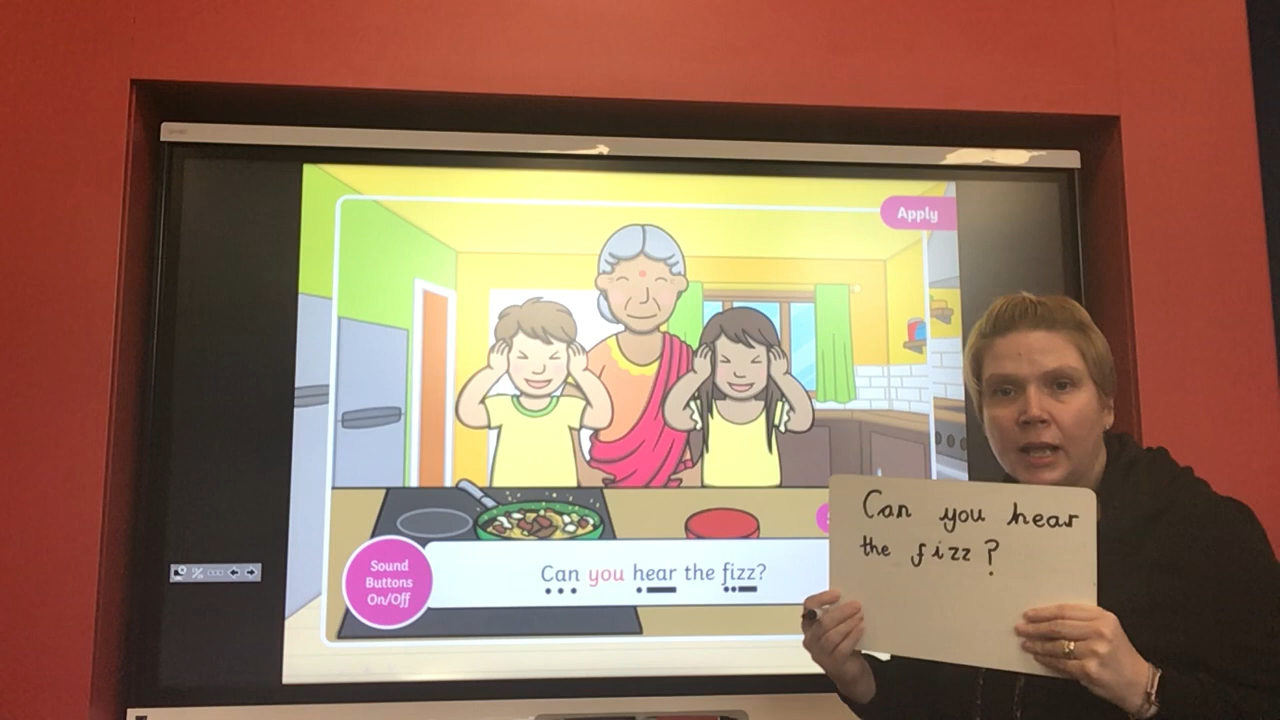 Apply
Sound
Buttons
On/Off
Can you hear the fizz?
Can you hear
the fizz?